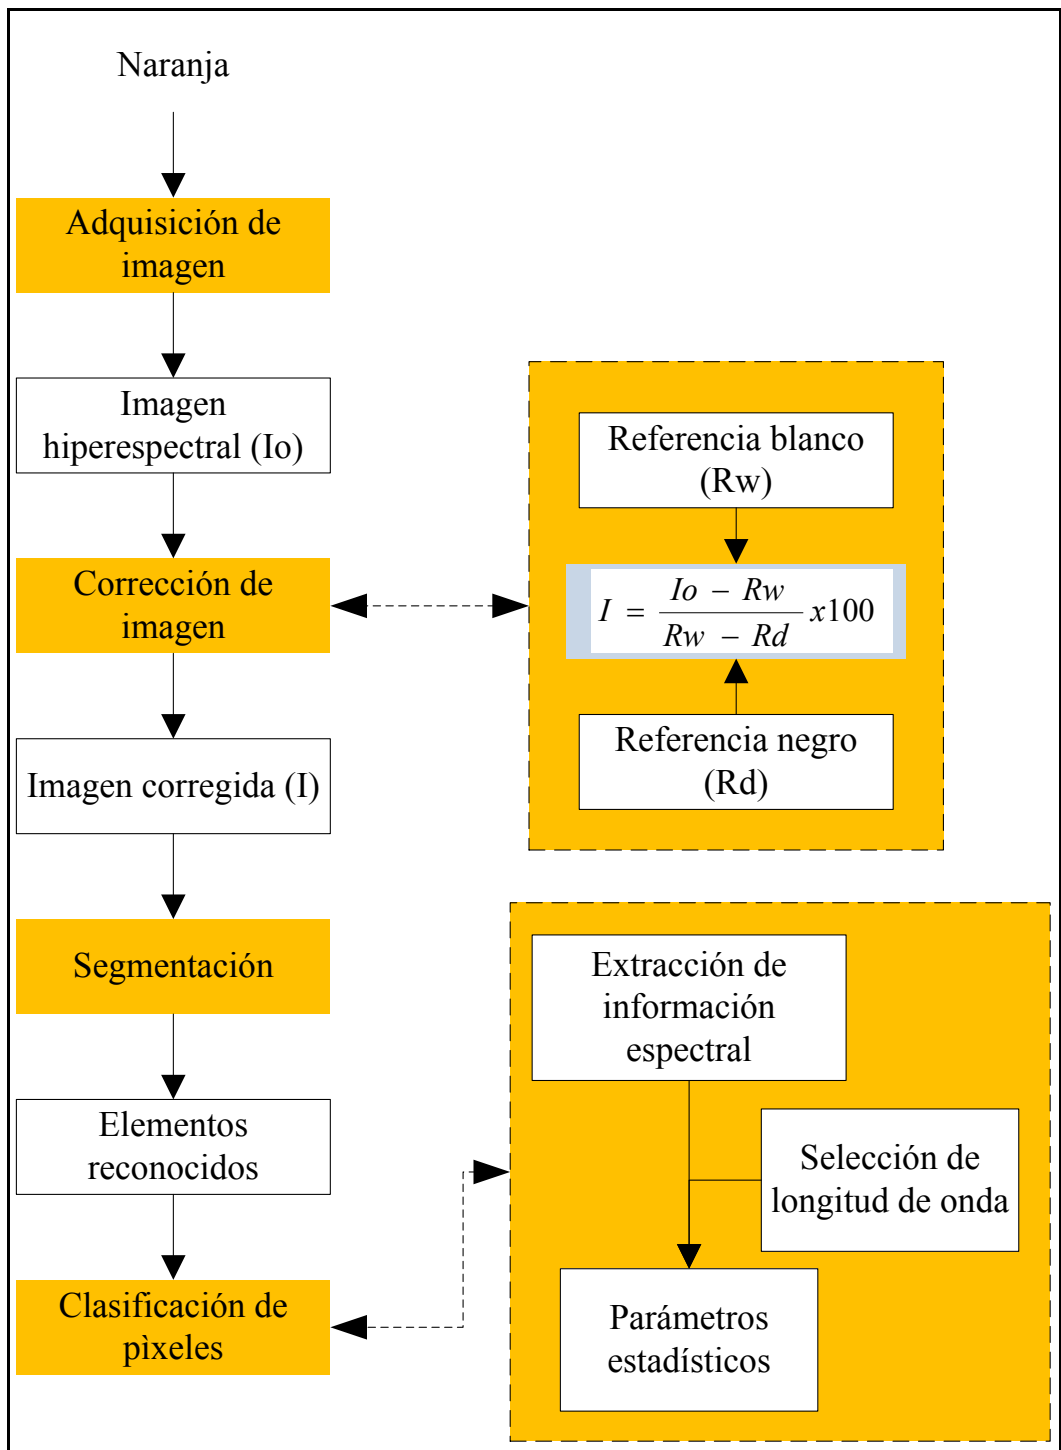 Naranja
Adquisición de
imagen
Imagen
hiperespectral (Io)
Corrección de
imagen
Imagen corregida (I)
Segmentación
Elementos
reconocidos
Clasificación de
pìxeles
Referencia blanco
(Rw)
I = \frac{Io - Rw}{Rw - Rd} x100
Referencia negro
(Rd)
Extracción de
información
espectral
Selección de
longitud de onda
Parámetros
estadísticos